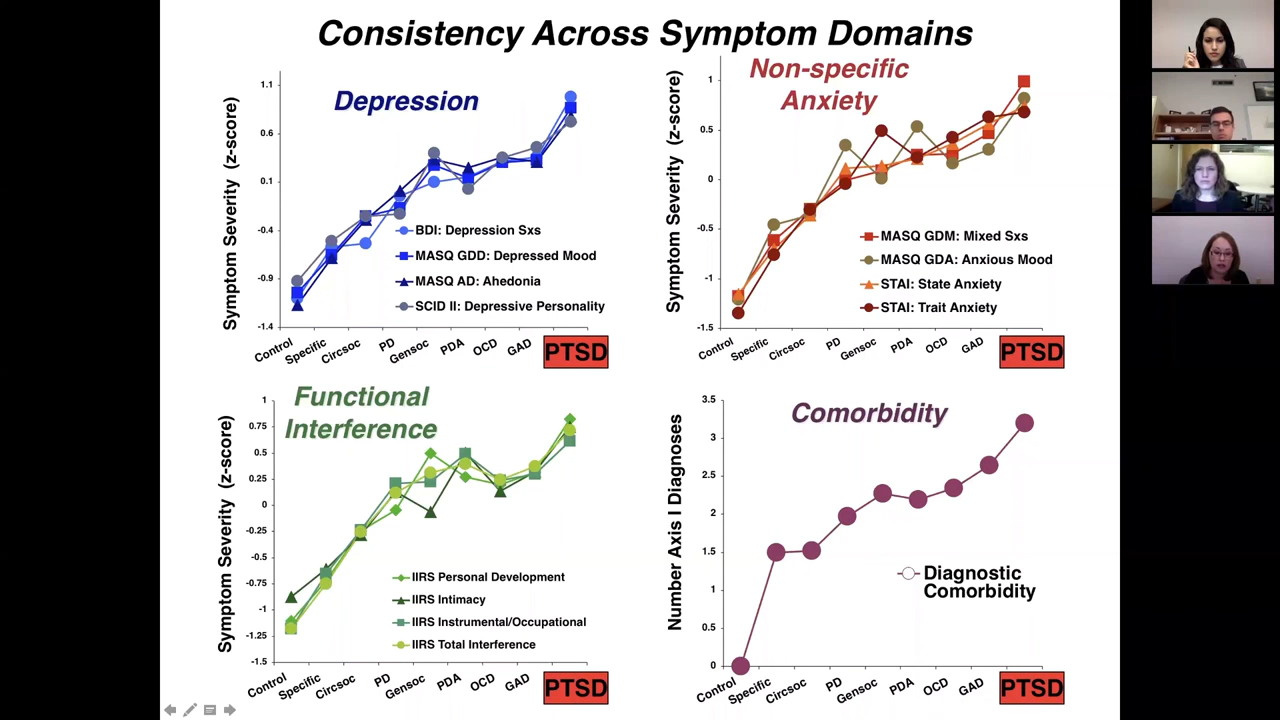 Consistency Across Symptom Domains
Depression
Symptom Severity (z-score)
1.1
0.6
0.1
-0.4
-0.9
-1.4
BDI: Depression Sxs
MASQ GDD: Depressed Mood
MASQ AD: Ahedonia
SCID II: Depressive Personality
Control
Specific
Circsoc
PD
Gensoc
PDA
OCD
GAD
PTSD
Non-specific
Anxiety
Symptom Severity (z-score)
1
0.5
0
-0.5
-1
-1.5
MASQ GDM: Mixed Sxs
MASQ GDA: Anxious Mood
STAI: State Anxiety
STAI: Trait Anxiety
Control
Specific
Circsoc
PD
Gensoc
PDA
OCD
GAD
PTSD
Functional
Interference
Symptom Severity (z-score)
1
0.75
0.5
0.25
0
-0.25
-0.5
-0.75
-1
-1.25
-1.5
IIRS Personal Development
IIRS Intimacy
IIRS Instrumental/Occupational
IIRS Total Interference
Control
Specific
Circsoc
PD
Gensoc
PDA
OCD
GAD
PTSD
Comorbidity
Number Axis I Diagnoses
3.5
3
2.5
2
1.5
1
0.5
0
Diagnostic
Comorbidity
Control
Specific
Circsoc
PD
Gensoc
PDA
OCD
GAD
PTSD